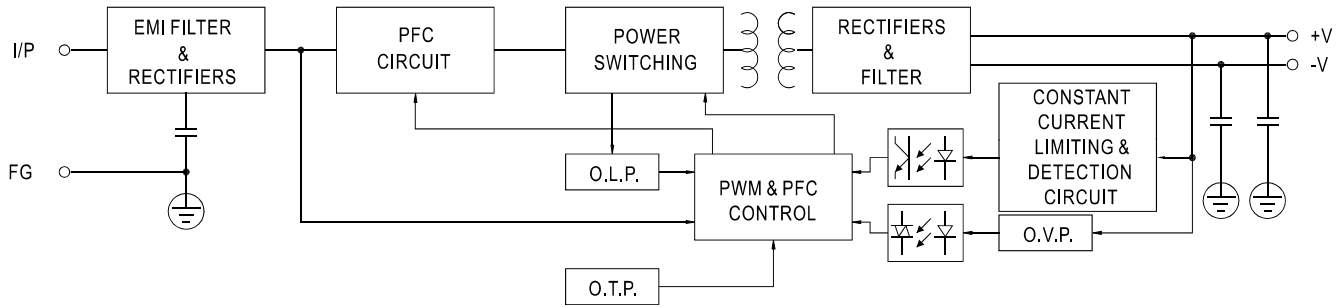 I/P
EMI FILTER
&
RECTIFIERS
PFC
CIRCUIT
POWER
SWITCHING
RECTIFIERS
&
FILTER
+V
-V
FG
O.L.P.
PWM & PFC
CONTROL
CONSTANT
CURRENT
LIMITING &
DETECTION
CIRCUIT
O.V.P.
O.T.P.